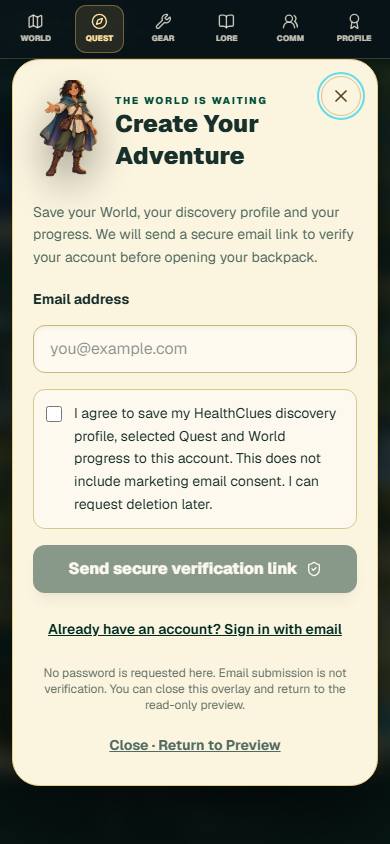 WORLD
QUEST
GEAR
LORE
COMM
PROFILE
THE WORLD IS WAITING
Create Your
Adventure
Save your World, your discovery profile and your
progress. We will send a secure email link to verify
your account before opening your backpack.
Email address
you@example.com
I agree to save my HealthClues discovery
profile, selected Quest and World
progress to this account. This does not
include marketing email consent. I can
request deletion later.
Send secure verification link
Already have an account? Sign in with email
No password is requested here. Email submission is not
verification. You can close this overlay and return to the
read-only preview.
Close · Return to Preview